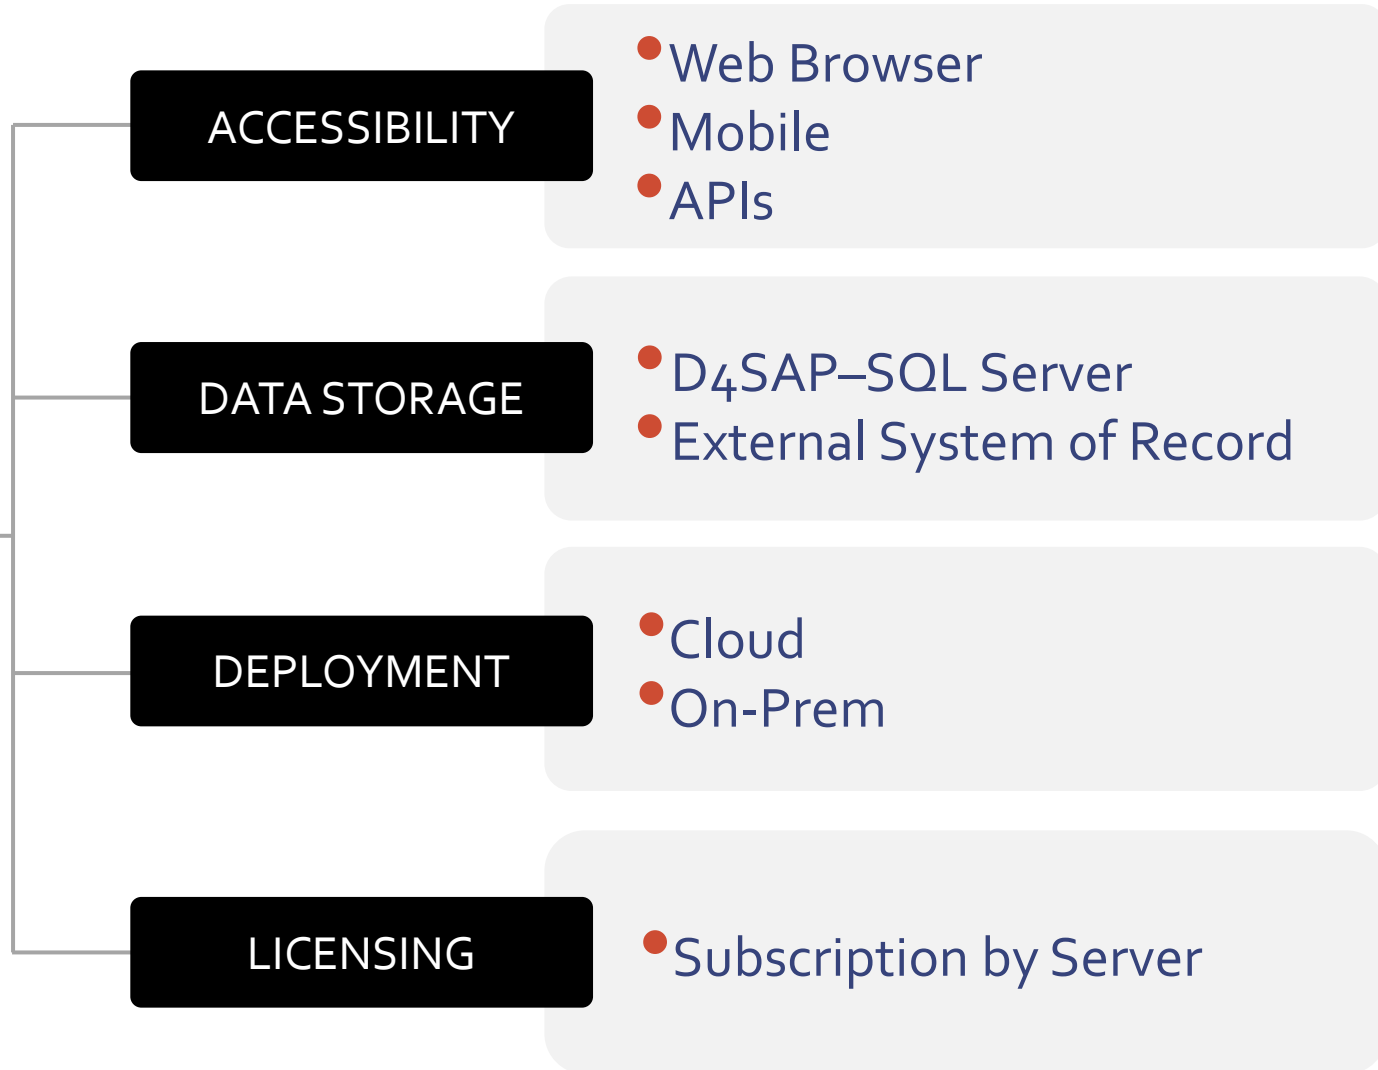 ACCESSIBILITY
Web Browser
Mobile
APIs
DATA STORAGE
D4SAP–SQL Server
External System of Record
DEPLOYMENT
Cloud
On-Prem
LICENSING
Subscription by Server